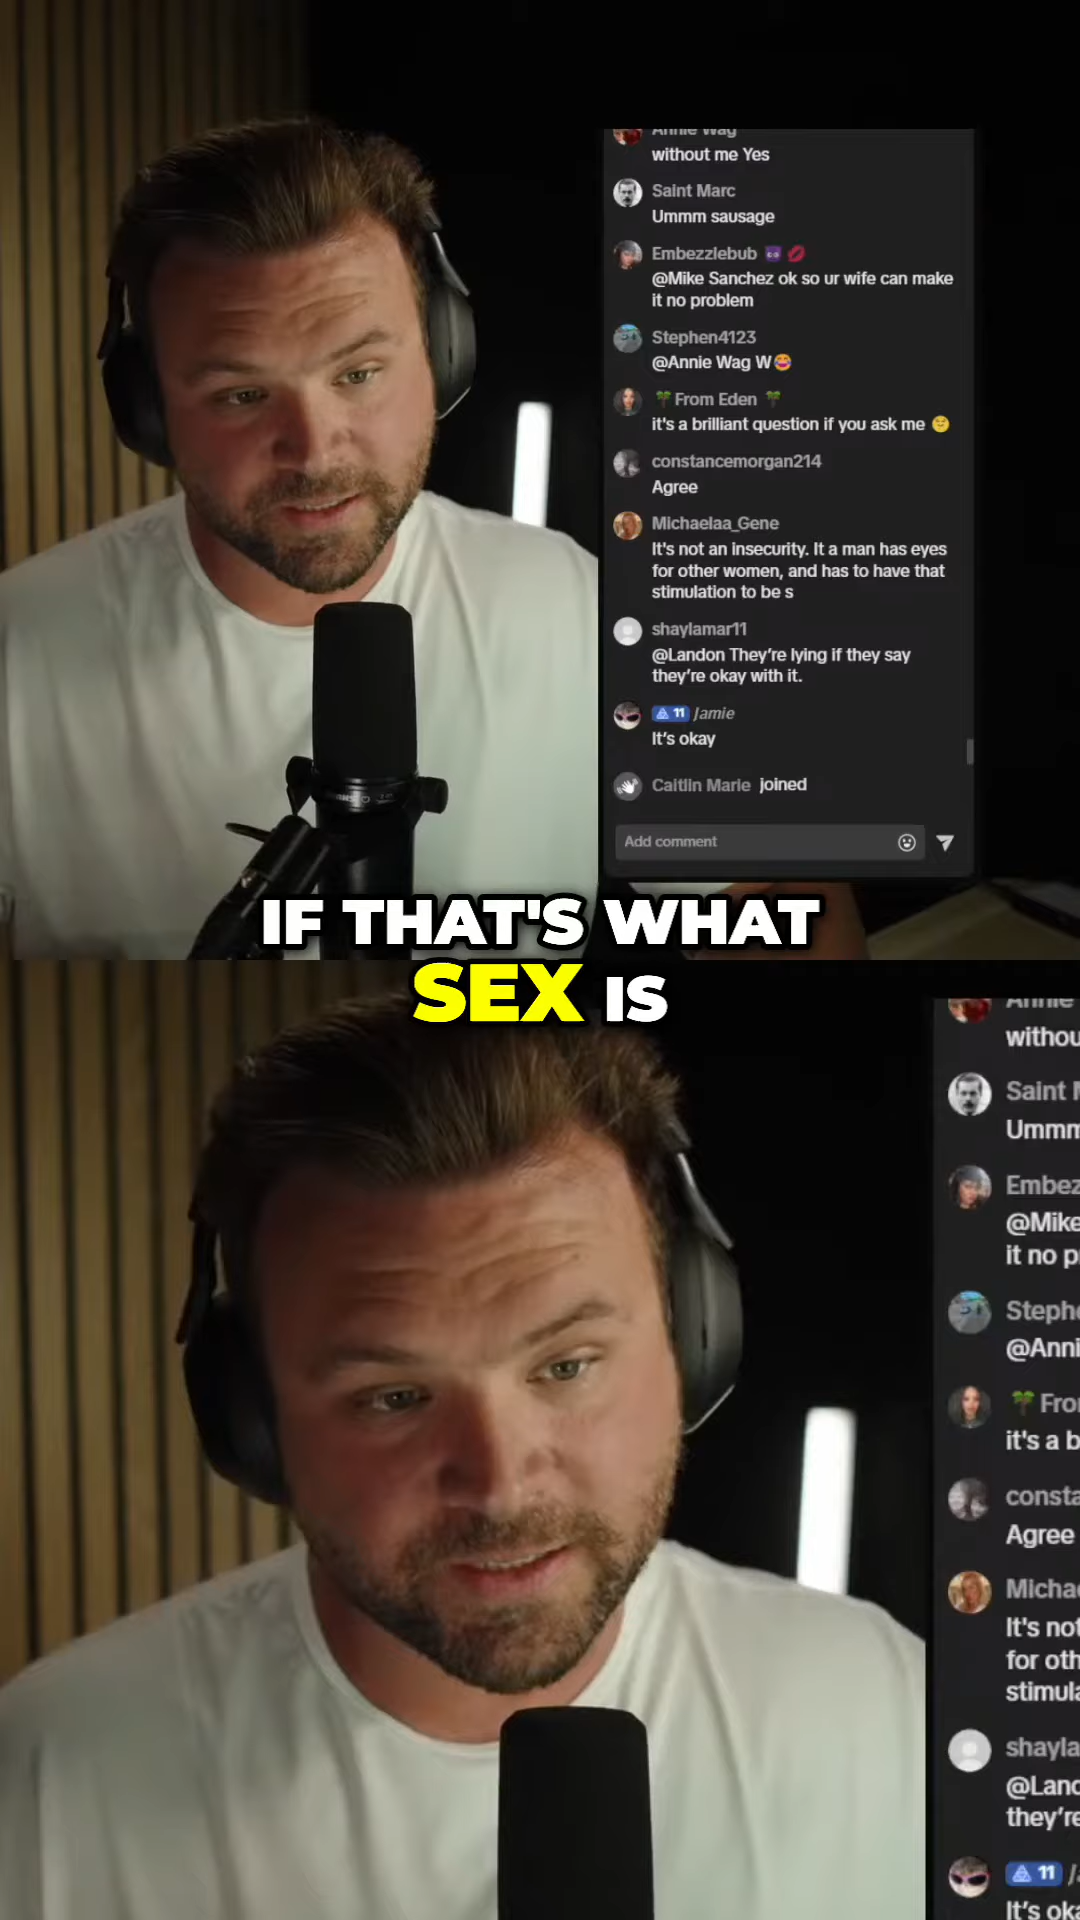 Annie Wag
without me Yes
Saint Marc
Ummm sausage
Embezzlebub 😈 💋
@Mike Sanchez ok so ur wife can make
it no problem
Stephen4123
@Annie Wag W😂
🌴From Eden 🌴
it's a brilliant question if you ask me 🤔
constancemorgan214
Agree
Michaelaa_Gene
It's not an insecurity. It a man has eyes
for other women, and has to have that
stimulation to be s
shaylamar11
@Landon They're lying if they say
they're okay with it.
11 Jamie
It's okay
Caitlin Marie joined
Add comment
IF THAT'S WHAT
SEX IS
Annie
withou
Saint M
Ummm
Embez
@Mike
it no p
Stephe
@Anni
🌴 Fro
it's a b
consta
Agree
Micha
It's not
for oth
stimula
shayla
@Land
they're
11
It's ok